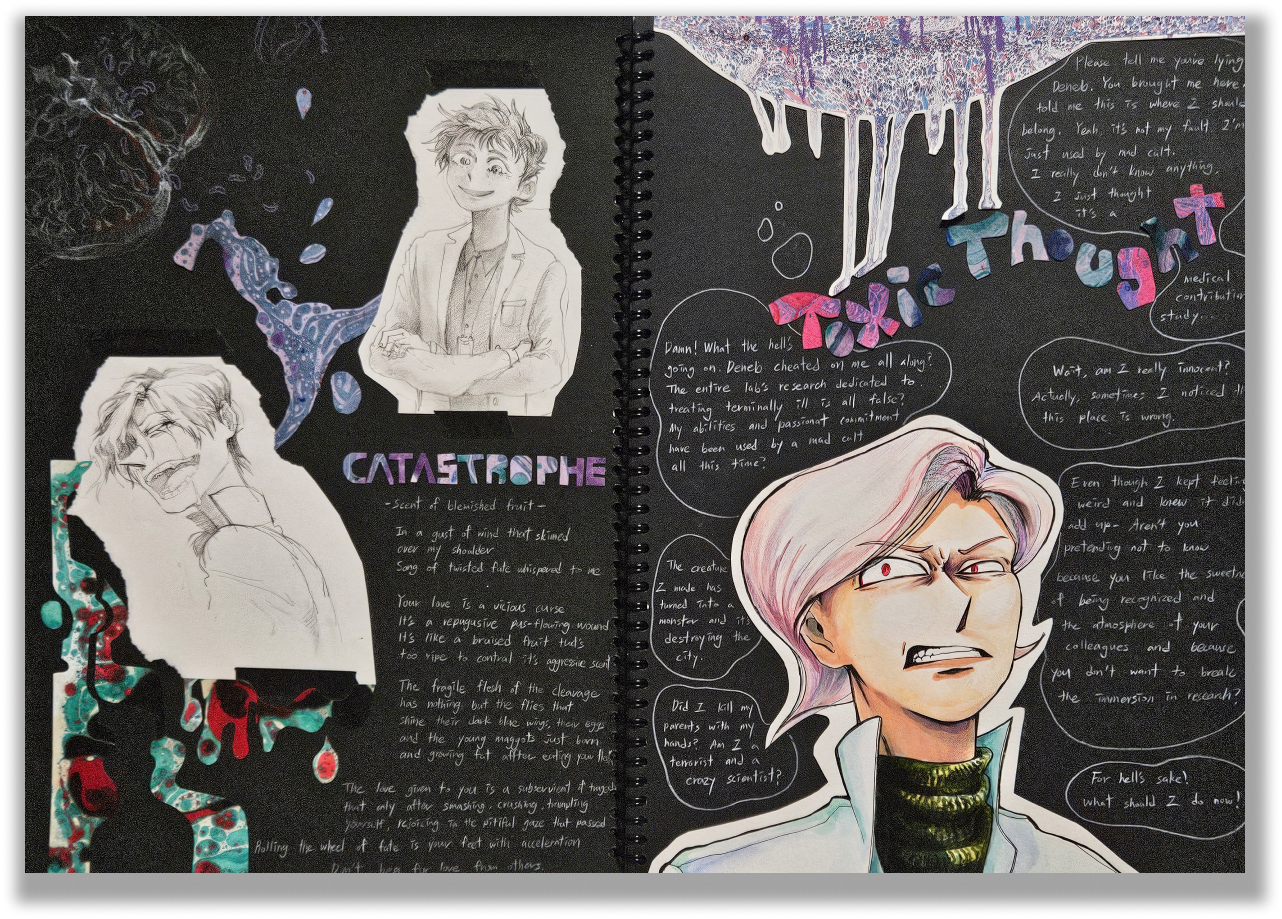 CATASTROPHE
-Scent of blemished fruit-
In a gust of wind that skimed
over my shoulder
Song of twisted fate whispered to me
Your love is a vicious curse
It's a repugusive pus-flowing wound
It's like a bruised fruit that's
too ripe to control it's aggresive scent
The fragile flesh of the cleavage
has nothing but the flies that
shine their dark blue wings, their eggs
and the young maggots just born
and growing fat affter eating you
The love given to you is a subservient of
that only after smashing, crushing, trampling
yourself, rejoicing in the pitiful gaze that passed
Rolling the wheel of fate is your feet with acceleration
Don't beg for love from others.
Toxic Thought
Please tell me you're lying
Deneb. You brought me here
told me this is where I should
belong. Yeah, it's not my fault. I'm
just used by mad cult.
I really don't know anything,
I just thought
it's a
medical
contribution
study....
Damn! What the hell's
going on. Deneb cheated on me all along?
The entire lab's research dedicated to
treating terminally ill is all false?
My abilities and passionat commitment
have been used by a mad cult
all this time?
Wait, am I really innocent?
Actually, sometimes I noticed
this place is wrong.
Even though I kept feeling
weird and knew it didn
add up- Aren't you
pretending not to know
because you like the sweetne
of being recognized and
the atmosphere of your
colleagues and because
you don't want to break
the immersion in research?
The creature
I made has
turned into a
monster and it's
destroying the
city.
Did I kill my
parents with my
hands? Am I a
terrorist and a
crazy scientist?
For hell's sake!
what should I do now!